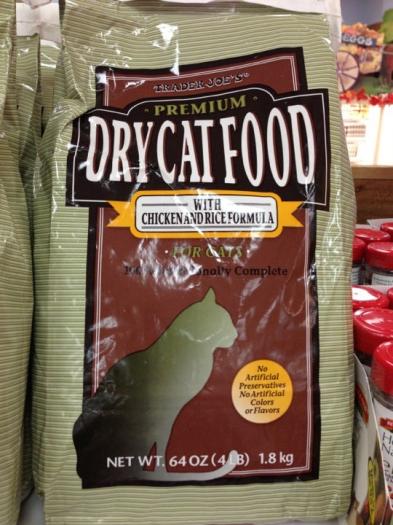 TRADER JOE'S®
PREMIUM
DRY CAT FOOD
WITH
CHICKEN AND RICE FORMULA
FOR CATS
Complete
No
Artificial
Preservatives
No Artificial
Colors
or Flavors
NET WT. 64 OZ (4 LB) 1.8 kg